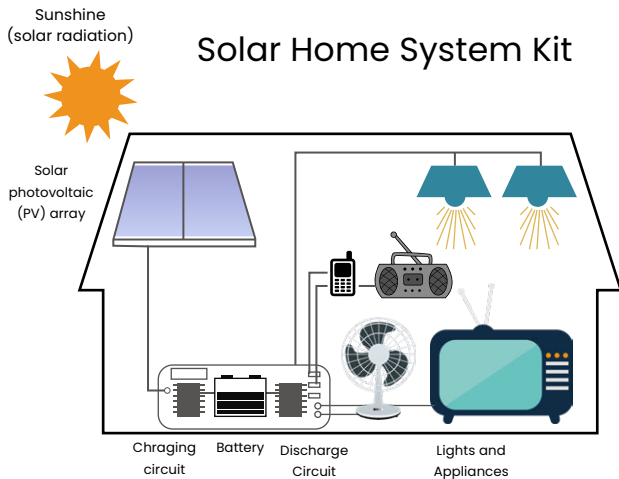 Sunshine
(solar radiation)
Solar Home System Kit
Solar
photovoltaic
(PV) array
Chraging
circuit
Battery
Discharge
Circuit
Lights and
Appliances